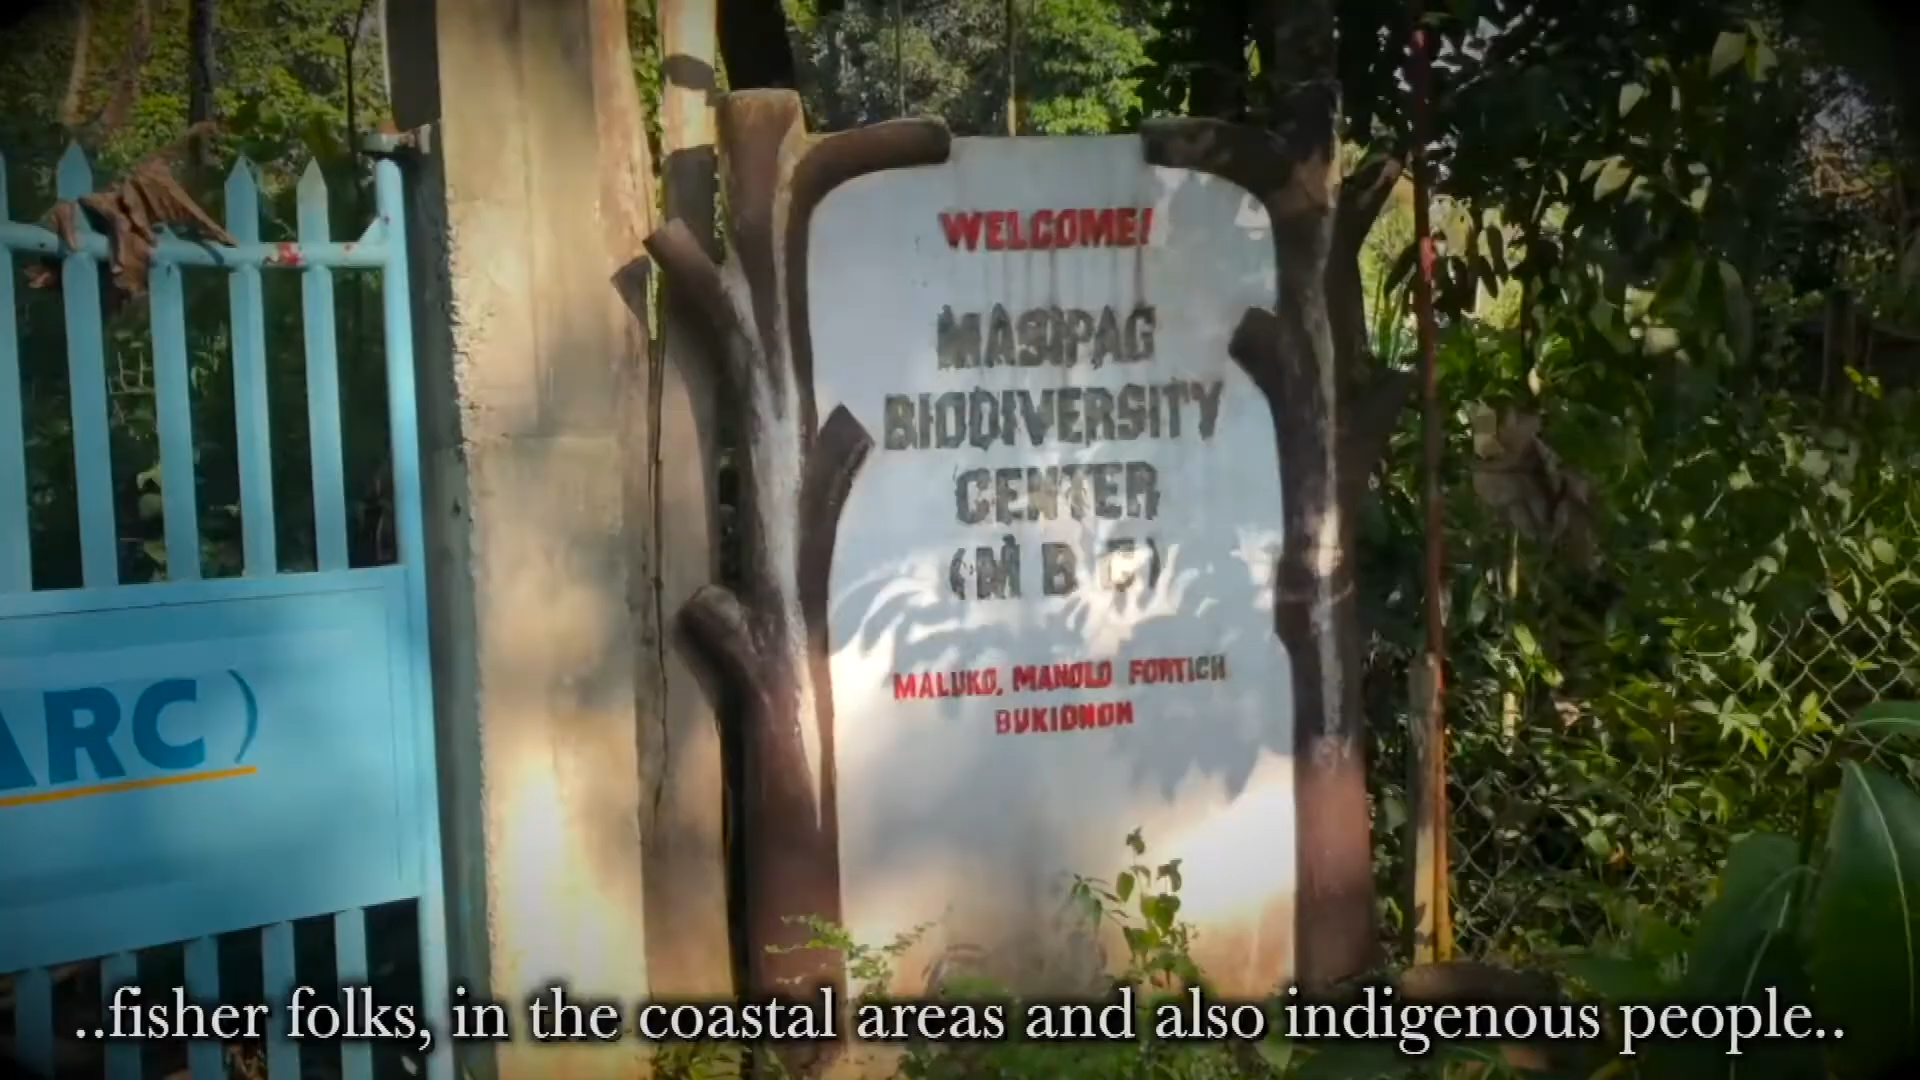 WELCOME!
MASIPAG
BIODIVERSITY
CENTER
(M B C)
MALUKO, MANOLO FORTICH
BUKIDNON
ARC)
..fisher folks, in the coastal areas and also indigenous people..